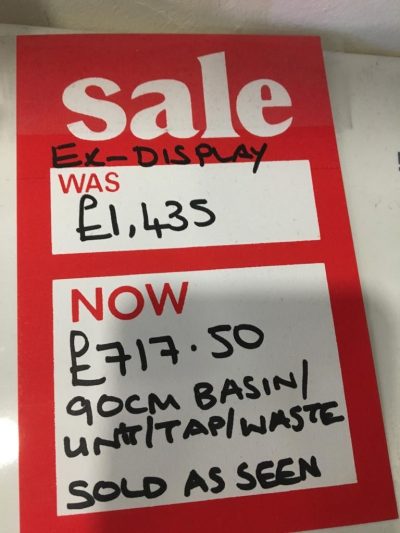 sale
EX-DISPLAY
WAS
£1,435
NOW
£717.50
90CM BASIN/
UNIT/TAP/WASTE
SOLD AS SEEN